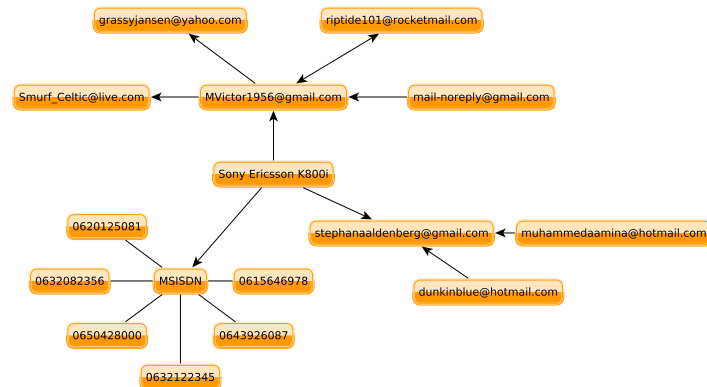 grassyjansen@yahoo.com
riptide101@rocketmail.com
Smurf_Celtic@live.com
MVictor1956@gmail.com
mail-noreply@gmail.com
Sony Ericsson K800i
0620125081
stephanaaldenberg@gmail.com
muhammedaamina@hotmail.com
0632082356
MSISDN
0615646978
dunkinblue@hotmail.com
0650428000
0643926087
0632122345